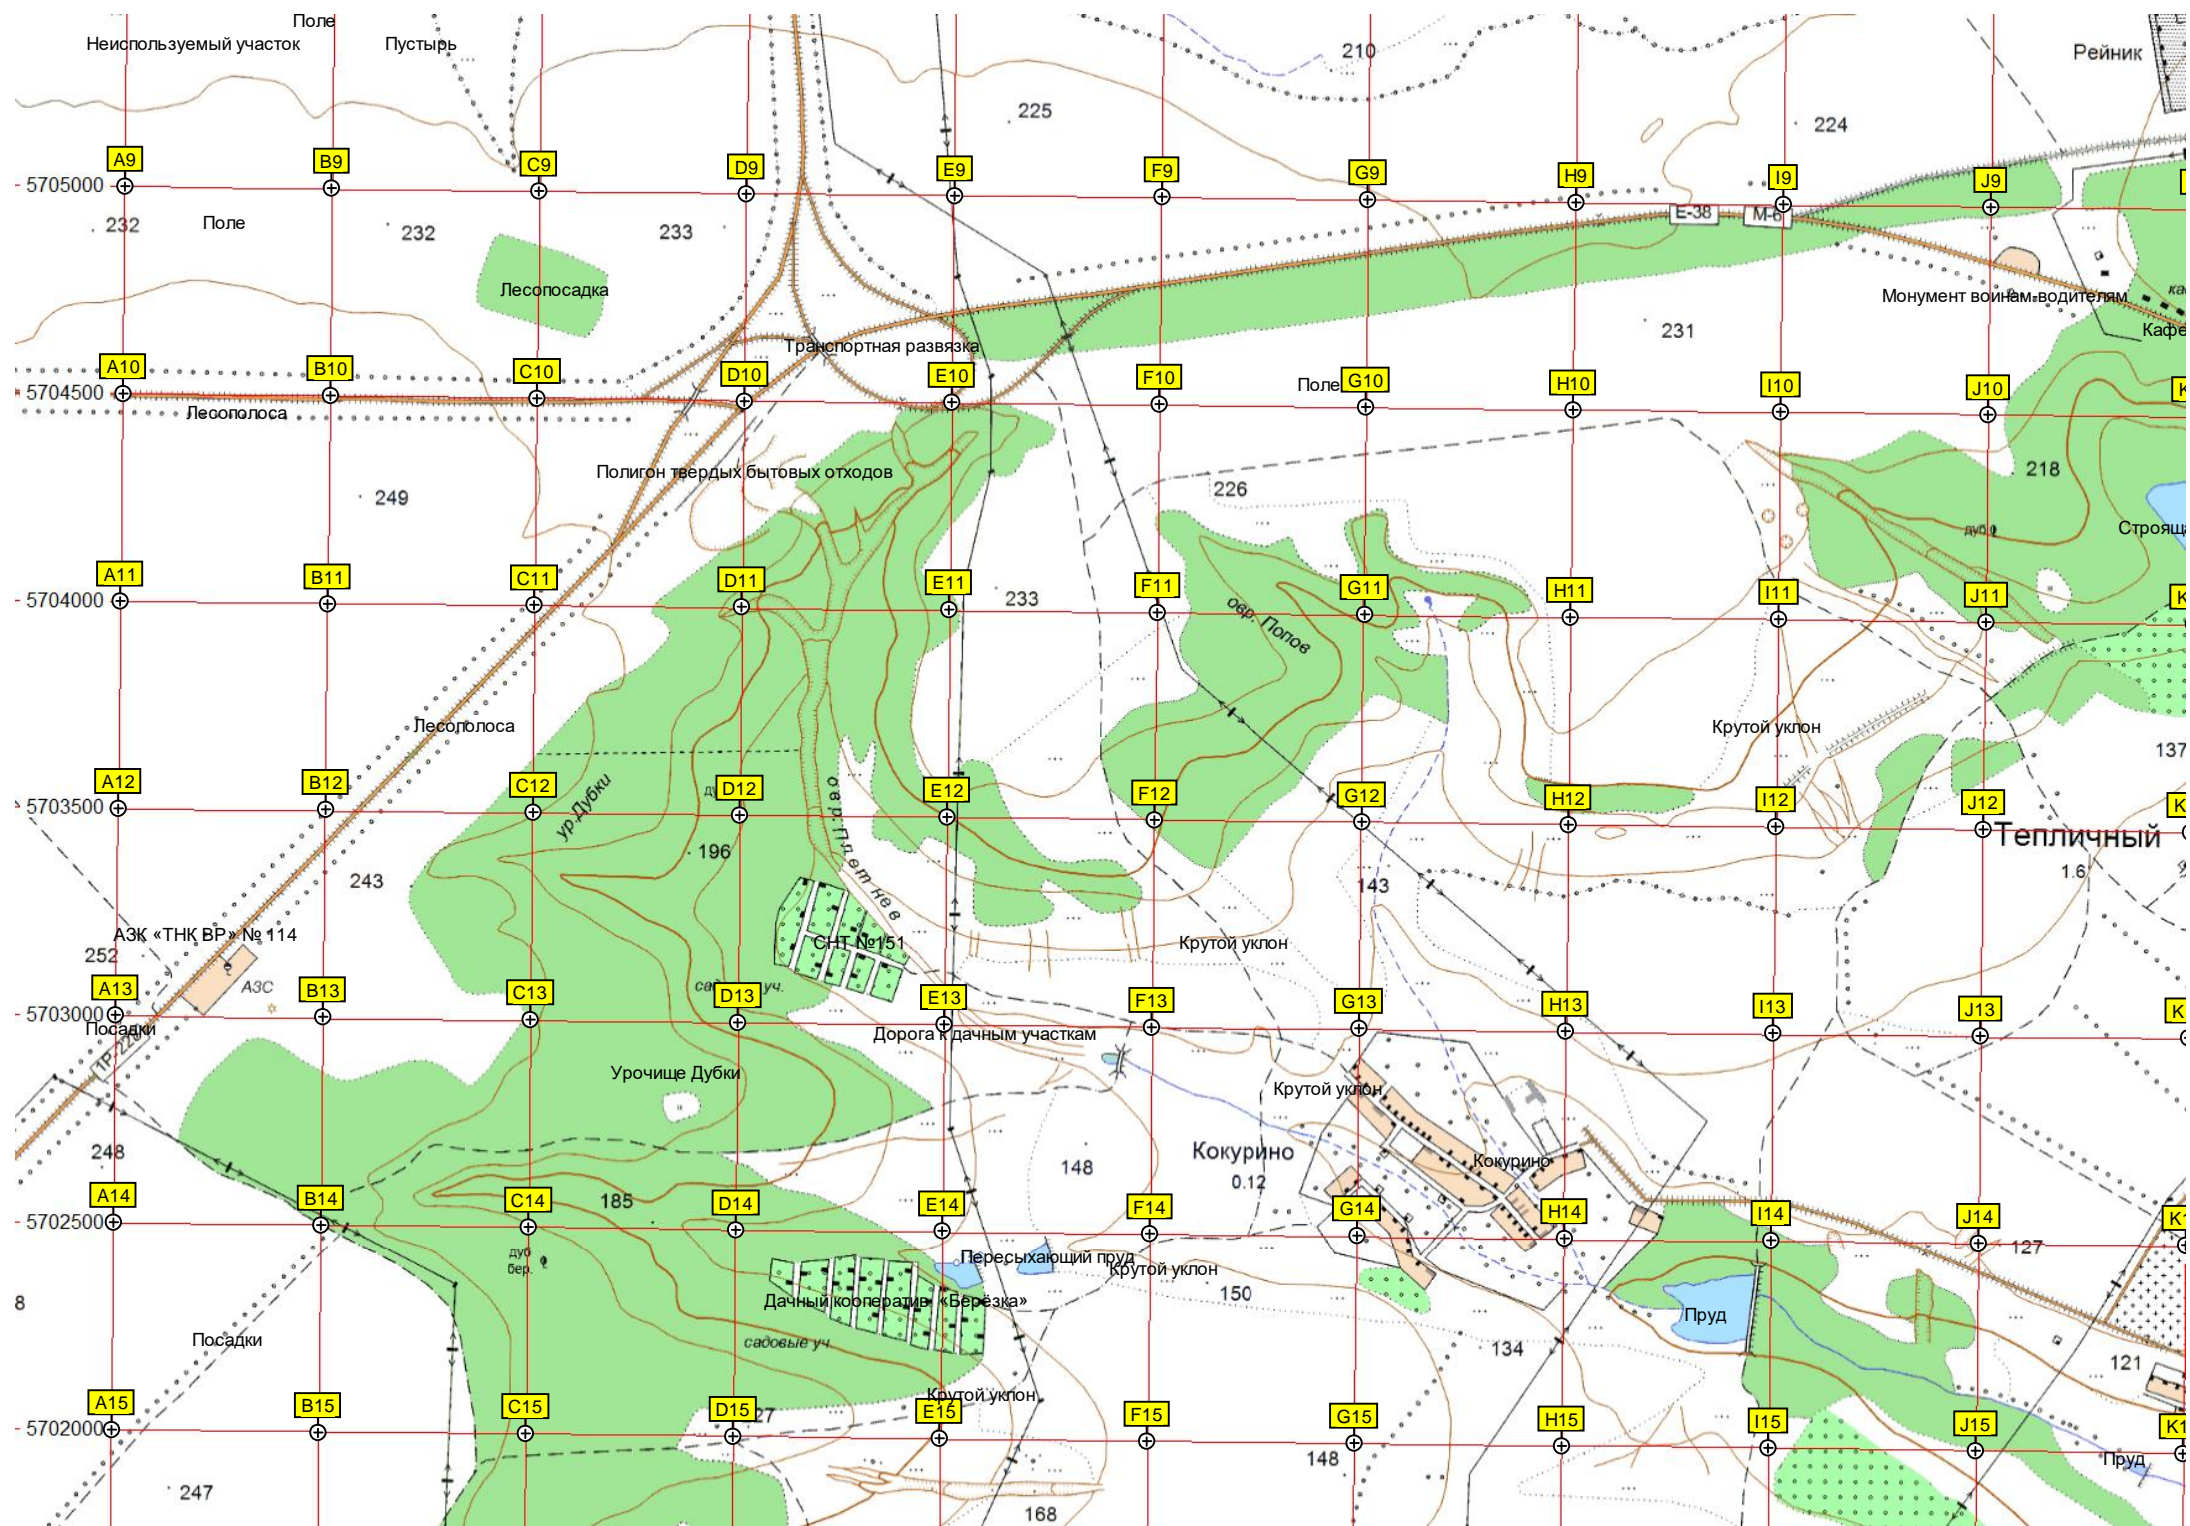 Поле
Неиспользуемый участок
Пустырь
210
Рейник
225
224
A9
B9
C9
D9
E9
F9
G9
H9
I9
J9
- 5705000
232
Поле
232
233
E-38
М-6
Лесопосадка
Монумент воинам-водителям
231
Кафе
Транспортная развязка
A10
B10
C10
D10
E10
F10
G10
H10
I10
J10
Поле
- 5704500
Лесополоса
Полигон твердых бытовых отходов
249
226
218
дуб
A11
B11
C11
D11
E11
F11
G11
H11
I11
J11
- 5704000
233
овр. Попов
Лесополоса
Крутой уклон
137
A12
B12
C12
D12
E12
F12
G12
H12
I12
J12
- 5703500
ур.Дубки
овр.Плетнев
Тепличный
1.6
196
243
143
АЗК «ТНК ВР» № 114
252
СНТ №151
Крутой уклон
АЗС
A13
B13
C13
D13
E13
F13
G13
H13
I13
J13
- 5703000
Посадки
1Р-228
Дорога к дачным участкам
Урочище Дубки
Крутой уклон
248
148
Кокурино
0.12
Кокурино
A14
B14
C14
D14
E14
F14
G14
H14
I14
J14
- 5702500
185
127
дуб
бер.
Пересыхающий пруд
Крутой уклон
150
8
Дачный кооператив «Берёзка»
Пруд
садовые уч.
Посадки
134
121
Крутой уклон
A15
B15
C15
D15
E15
F15
G15
H15
I15
J15
- 5702000
27
148
Пруд
247
168